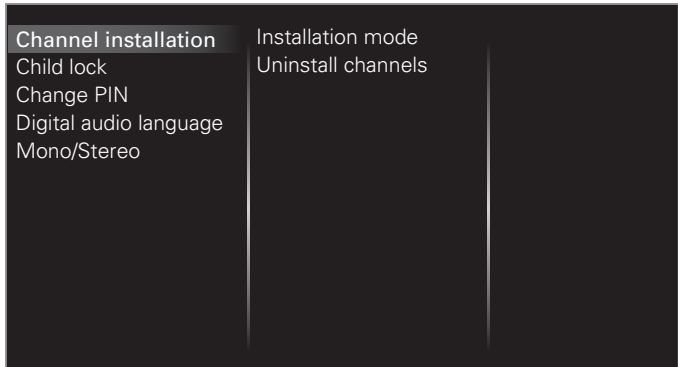 Channel installation
Child lock
Change PIN
Digital audio language
Mono/Stereo
Installation mode
Uninstall channels